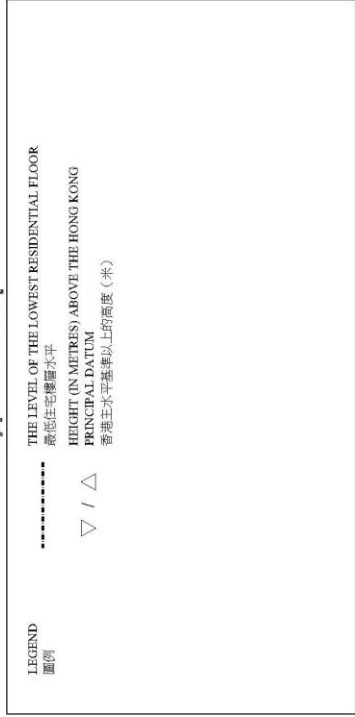 LEGEND
圖例
THE LEVEL OF THE LOWEST RESIDENTIAL FLOOR
最低住宅樓層水平
/
HEIGHT (IN METRES) ABOVE THE HONG KONG
PRINCIPAL DATUM
香港主水平基準以上的高度（米）